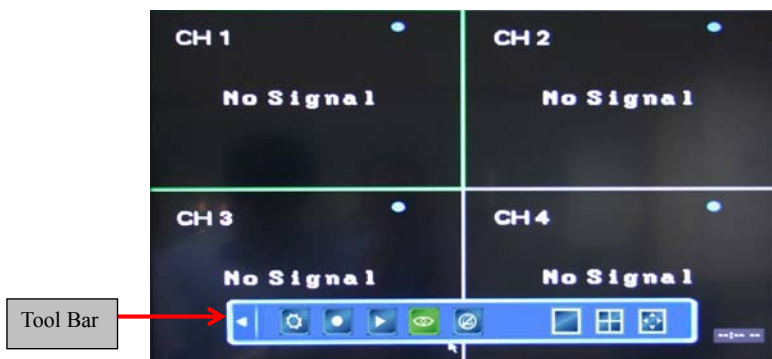 CH 1
CH 2
No Signal
No Signal
CH 3
CH 4
No Signal
No Signal
Tool Bar
--:-- --